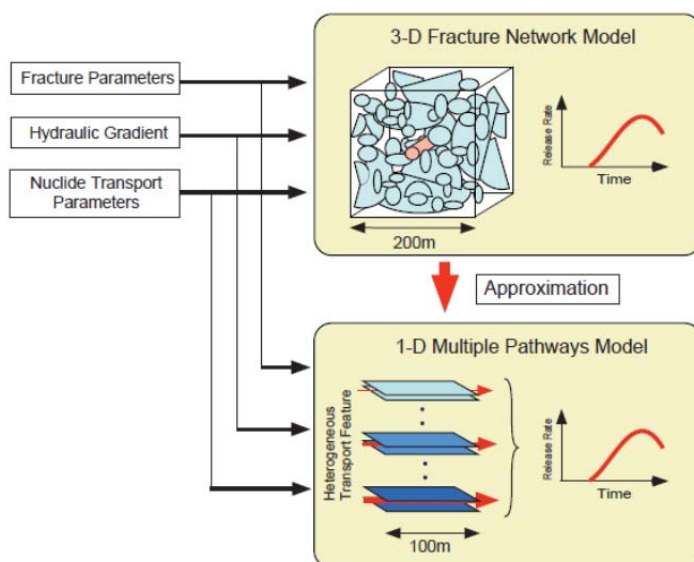 3-D Fracture Network Model
Fracture Parameters
Hydraulic Gradient
Nuclide Transport
Parameters
Release Rate
Time
200m
Approximation
1-D Multiple Pathways Model
Heterogeneous
Transport Feature
Release Rate
Time
100m